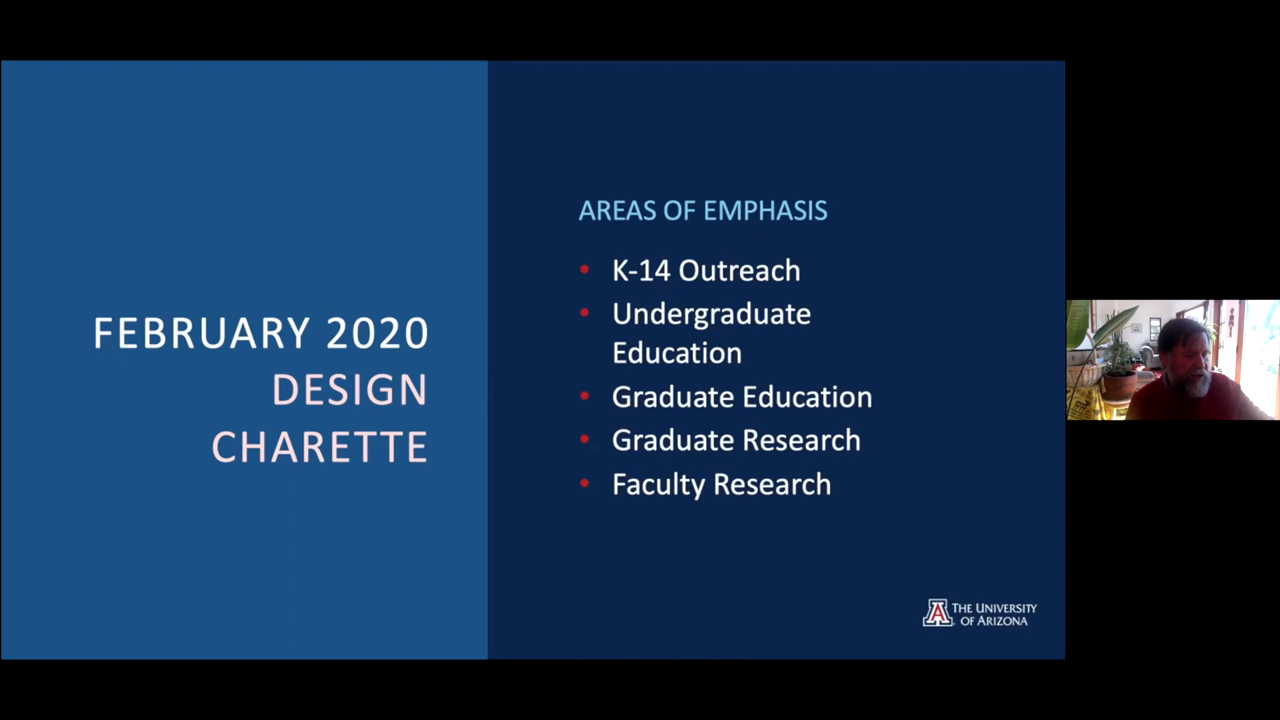 FEBRUARY 2020
DESIGN
CHARETTE
AREAS OF EMPHASIS
• K-14 Outreach
• Undergraduate
Education
• Graduate Education
• Graduate Research
• Faculty Research
A THE UNIVERSITY
OF ARIZONA